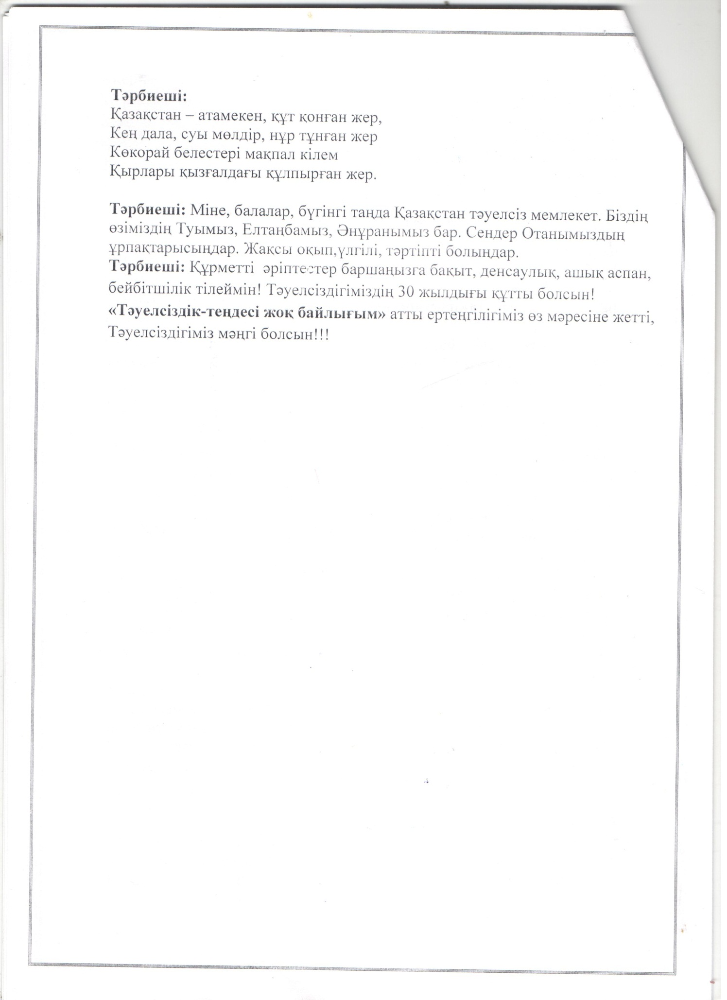 Тәрбиеші:
Қазақстан – атамекен, құт қонған жер,
Кең дала, суы мөлдір, нұр тұнған жер
Көкорай белестері мақпал кілем
Қырлары қызғалдағы құлпырған жер.
Тәрбиеші: Міне, балалар, бүгінгі таңда Қазақстан тәуелсіз мемлекет. Біздің
өзіміздің Туымыз, Елтаңбамыз, Әнұранымыз бар. Сендер Отанымыздың
ұрпақтарысыңдар. Жақсы оқып,үлгілі, тәртіпті болыңдар.
Тәрбиеші: Құрметті  әріптестер баршаңызға бақыт, денсаулық, ашық аспан,
бейбітшілік тілеймін! Тәуелсіздігіміздің 30 жылдығы құтты болсын!
«Тәуелсіздік-теңдесі жоқ байлығым» атты ертеңгілігіміз өз мәресіне жетті,
Тәуелсіздігіміз мәңгі болсын!!!